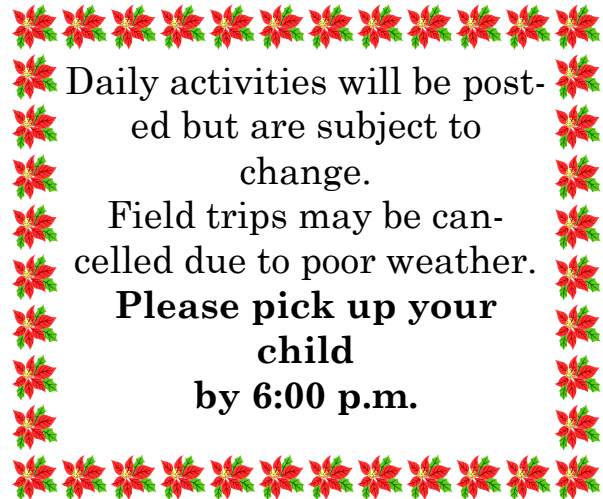 Daily activities will be post-
ed but are subject to
change.
Field trips may be can-
celled due to poor weather.
Please pick up your
child
by 6:00 p.m.